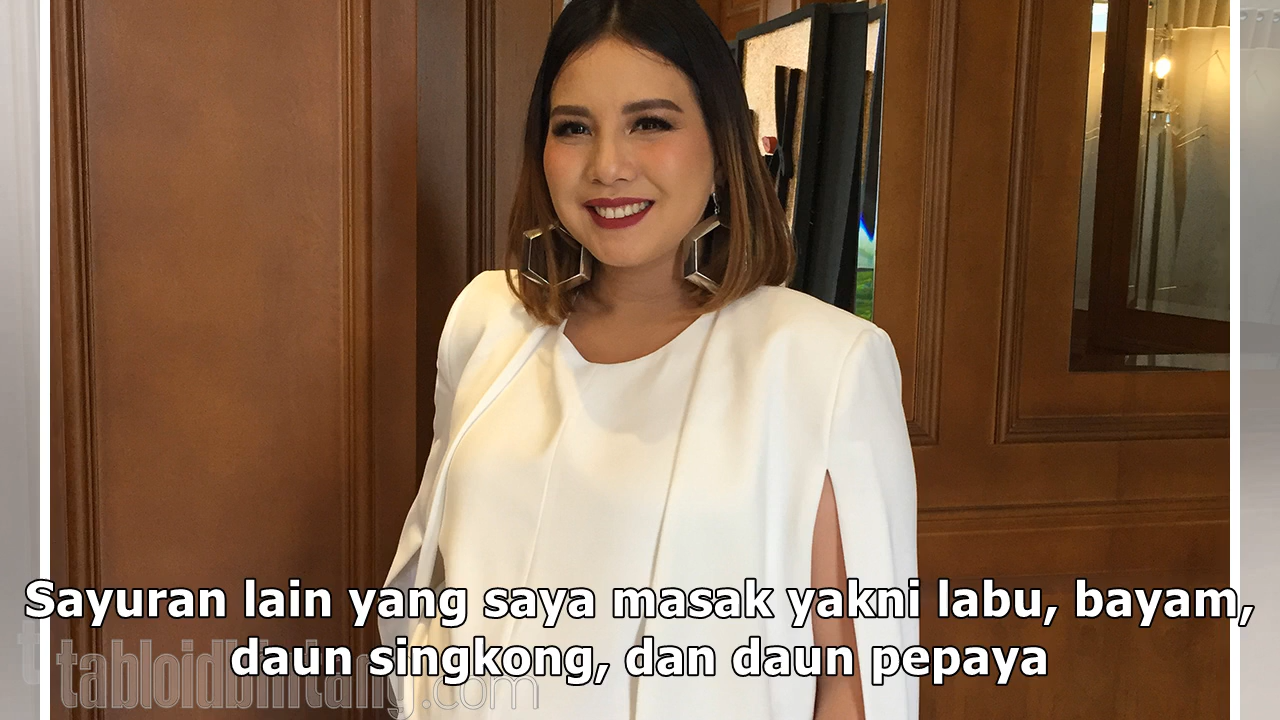 Sayuran lain yang saya masak yakni labu, bayam,
daun singkong, dan daun pepaya
tabloidbintang.com